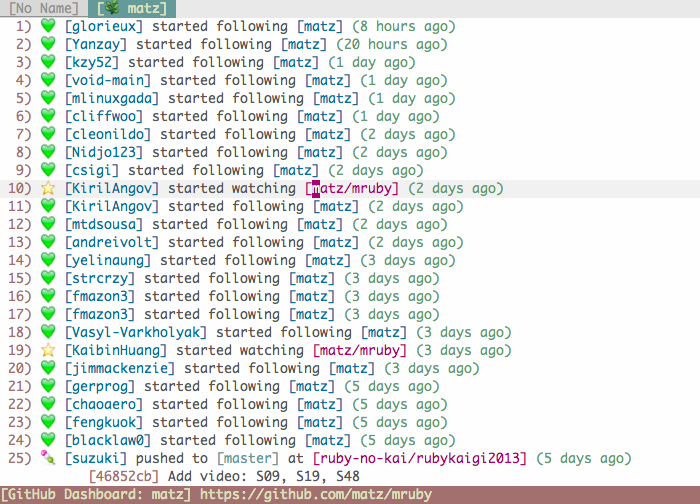 [No Name] [🌿 matz]
1) 💚 [glorieux] started following [matz] (8 hours ago)
2) 💚 [Yanzay] started following [matz] (20 hours ago)
3) 💚 [kzy52] started following [matz] (1 day ago)
4) 💚 [void-main] started following [matz] (1 day ago)
5) 💚 [mlinuxgada] started following [matz] (1 day ago)
6) 💚 [cliffwoo] started following [matz] (1 day ago)
7) 💚 [cleonildo] started following [matz] (2 days ago)
8) 💚 [Nidjo123] started following [matz] (2 days ago)
9) 💚 [csigi] started following [matz] (2 days ago)
10) ⭐ [KirilAngov] started watching [matz/mruby] (2 days ago)
11) 💚 [KirilAngov] started following [matz] (2 days ago)
12) 💚 [mtdsousa] started following [matz] (2 days ago)
13) 💚 [andreivolt] started following [matz] (2 days ago)
14) 💚 [yelinaung] started following [matz] (3 days ago)
15) 💚 [strcrzy] started following [matz] (3 days ago)
16) 💚 [fmazon3] started following [matz] (3 days ago)
17) 💚 [fmazon3] started following [matz] (3 days ago)
18) 💚 [Vasyl-Varkholyak] started following [matz] (3 days ago)
19) ⭐ [KaibinHuang] started watching [matz/mruby] (3 days ago)
20) 💚 [jimmackenzie] started following [matz] (3 days ago)
21) 💚 [gerprog] started following [matz] (5 days ago)
22) 💚 [chaoaero] started following [matz] (5 days ago)
23) 💚 [fengkuok] started following [matz] (5 days ago)
24) 💚 [blacklaw0] started following [matz] (5 days ago)
25) 💊 [suzuki] pushed to [master] at [ruby-no-kai/rubykaigi2013] (5 days ago)
[46852cb] Add video: S09, S19, S48
[GitHub Dashboard: matz] https://github.com/matz/mruby